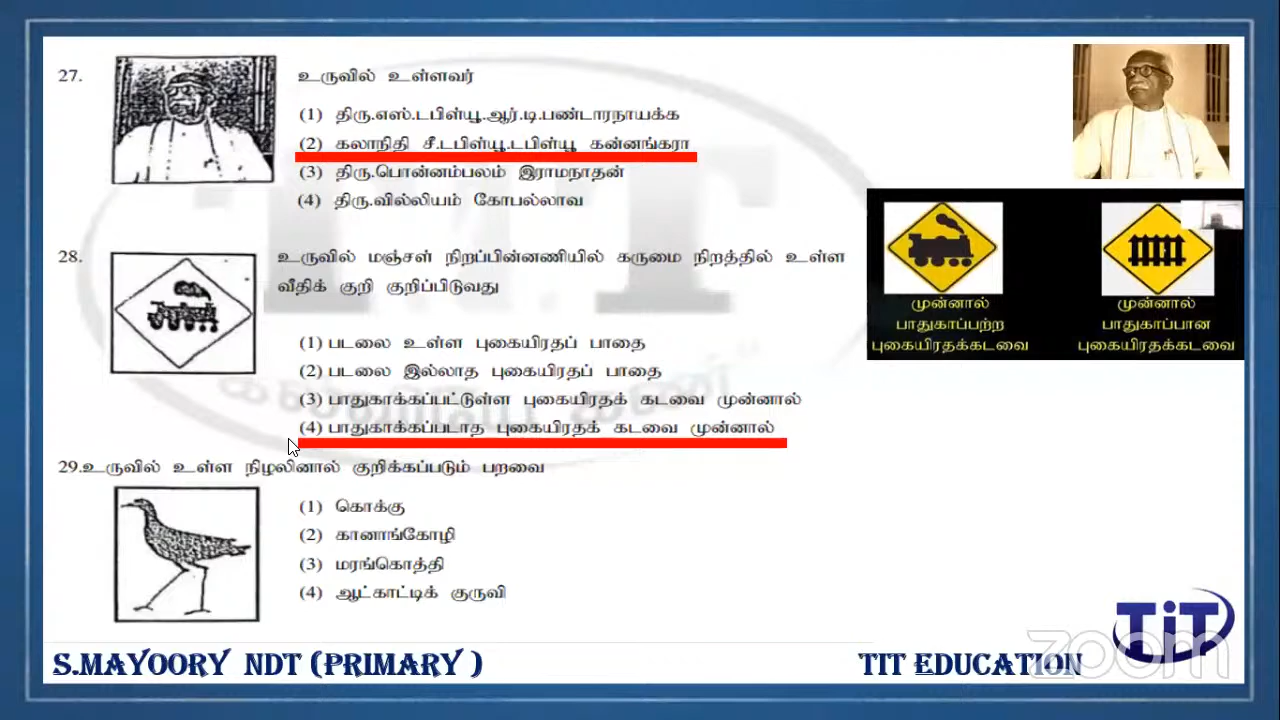 27.
உருவில் உள்ளவர்
(1) திரு.எஸ்.டபிள்யூ.ஆர்.டி.பண்டாரநாயக்க
(2) கலாநிதி சீ.டபிள்யூ.டபிள்யூ கன்னங்கரா
(3) திரு.பொன்னம்பலம் இராமநாதன்
(4) திரு.வில்லியம் கோபல்லாவ
28.
உருவில் மஞ்சள் நிறப்பின்னணியில் கருமை நிறத்தில் உள்ள
வீதிக் குறி குறிப்பிடுவது
(1) படலை உள்ள புகையிரதப் பாதை
(2) படலை இல்லாத புகையிரதப் பாதை
(3) பாதுகாக்கப்பட்டுள்ள புகையிரதக் கடவை முன்னால்
(4) பாதுகாக்கப்படாத புகையிரதக் கடவை முன்னால்
முன்னால்
பாதுகாப்பற்ற
புகையிரதக்கடவை
முன்னால்
பாதுகாப்பான
புகையிரதக்கடவை
29.உருவில் உள்ள நிழலினால் குறிக்கப்படும் பறவை
(1) கொக்கு
(2) கானாங்கோழி
(3) மரங்கொத்தி
(4) ஆட்காட்டிக் குருவி
TiT
zoom
S.MAYOORY NDT (PRIMARY )
TIT EDUCATION